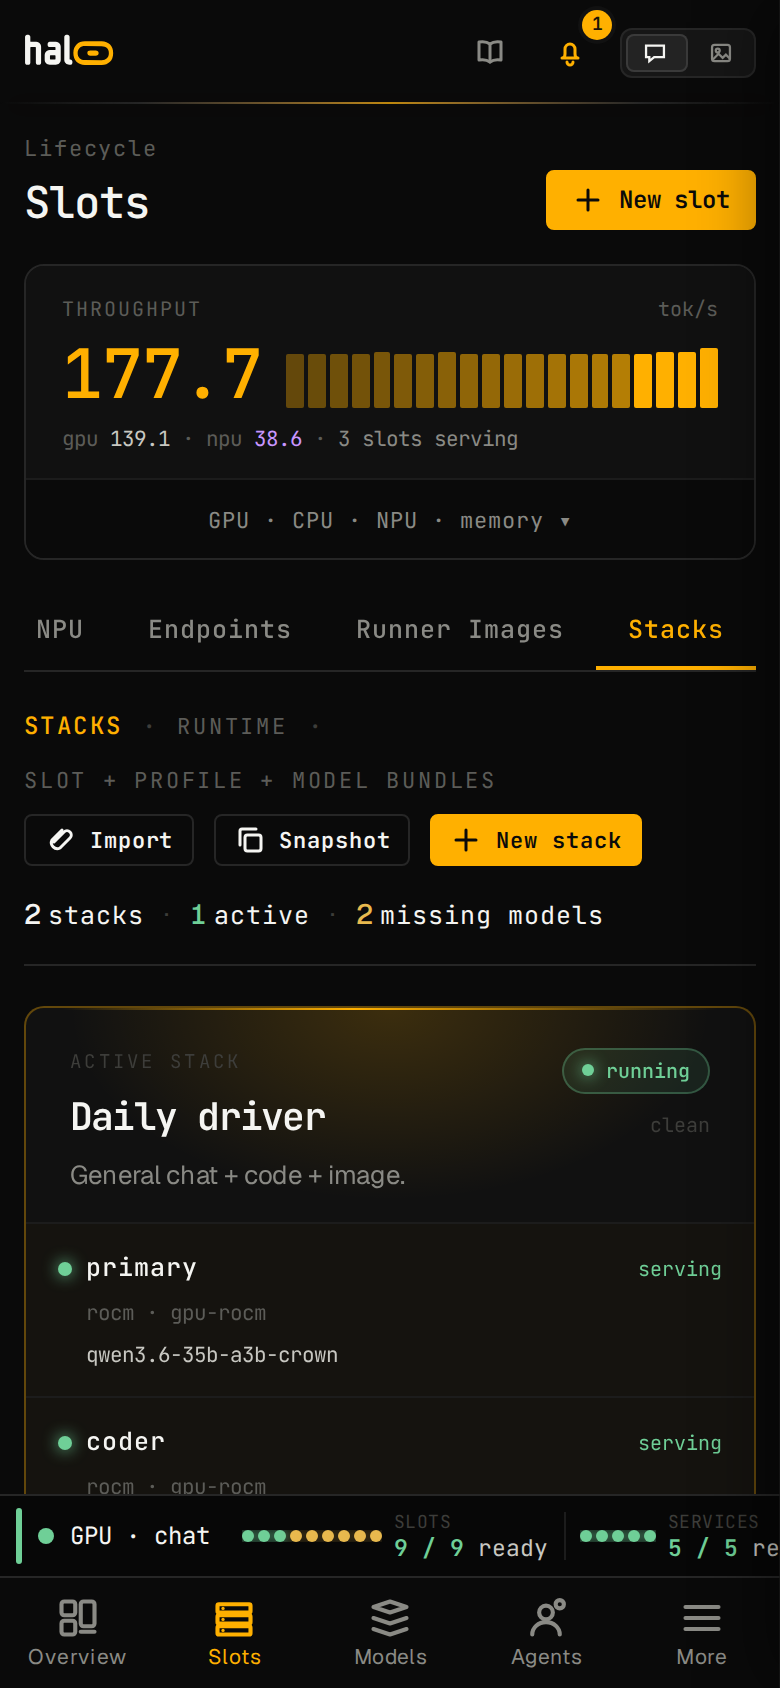 halo
1
Lifecycle
Slots
New slot
THROUGHPUT
tok/s
177.7
gpu 139.1 · npu 38.6 · 3 slots serving
GPU · CPU · NPU · memory ▾
NPU
Endpoints
Runner Images
Stacks
STACKS · RUNTIME ·
SLOT + PROFILE + MODEL BUNDLES
Import
Snapshot
New stack
2 stacks · 1 active · 2 missing models
ACTIVE STACK
running
Daily driver
clean
General chat + code + image.
primary
serving
rocm · gpu-rocm
qwen3.6-35b-a3b-crown
coder
serving
rocm · gpu-rocm
GPU · chat
SLOTS
9 / 9 ready
SERVICES
5 / 5 re
Overview
Slots
Models
Agents
More